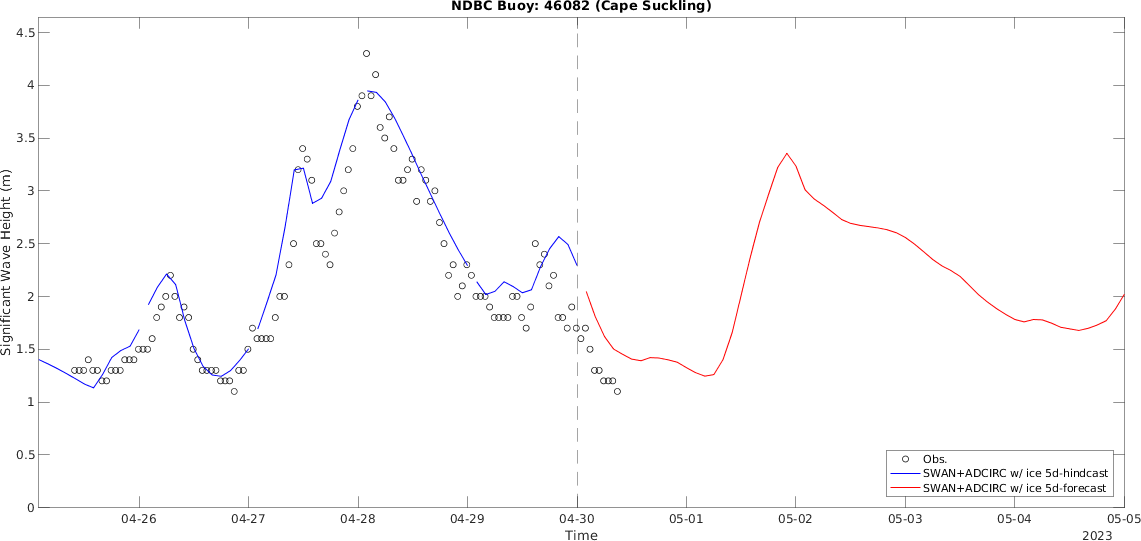 NDBC Buoy: 46082 (Cape Suckling)
Significant Wave Height (m)
4.5
4
3.5
3
2.5
2
1.5
1
0.5
0
Obs.
SWAN+ADCIRC w/ ice 5d-hindcast
SWAN+ADCIRC w/ ice 5d-forecast
04-26 04-27 04-28 04-29 04-30 05-01 05-02 05-03 05-04 05-05
Time
2023